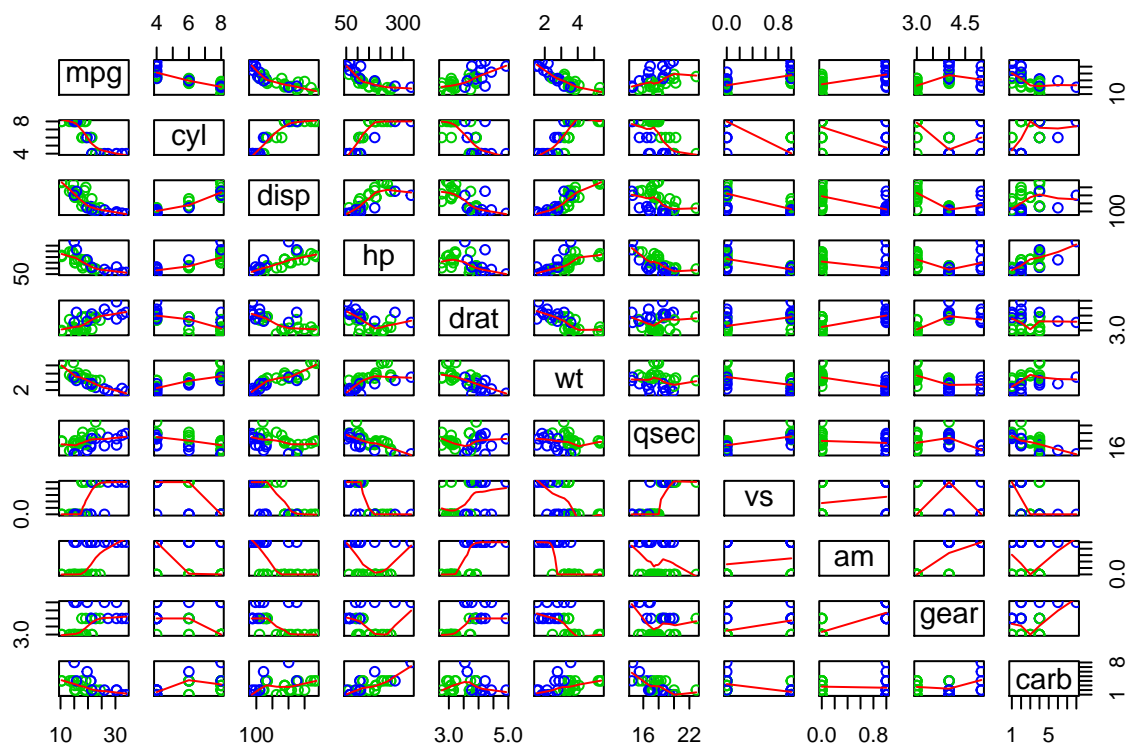 4 6 8 50 300 2 4 0.0 1.0 3.0 4.5
mpg 10
4 8 cyl
disp 100
50 hp
drat 3.0
2 wt
qsec 16
0.0 vs
am 0.0
3.0 gear
carb 1 8
10 30 100 3.0 5.0 16 22 0.0 0.8 1 5